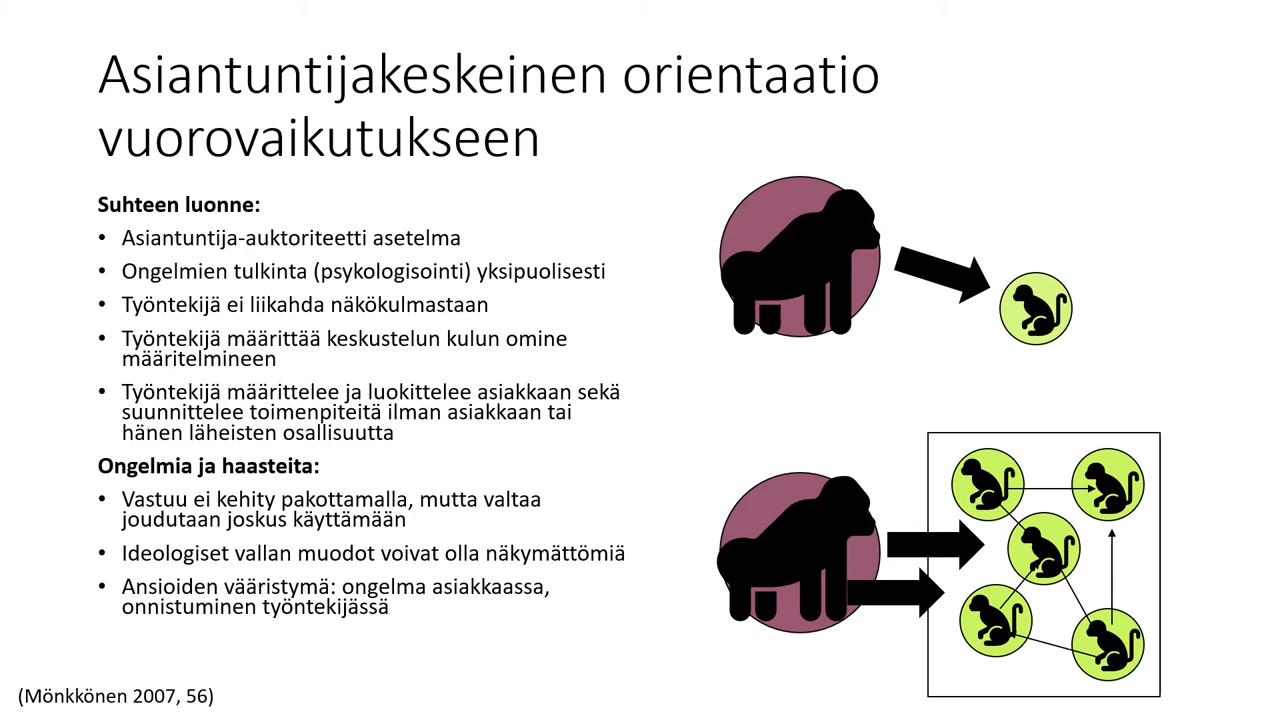 Asiantuntijakeskeinen orientaatio
vuorovaikutukseen
Suhteen luonne:
• Asiantuntija-auktoriteetti asetelma
• Ongelmien tulkinta (psykologisointi) yksipuolisesti
• Työntekijä ei liikahda näkökulmastaan
• Työntekijä määrittää keskustelun kulun omine
määritelmineen
• Työntekijä määrittelee ja luokittelee asiakkaan sekä
suunnittelee toimenpiteitä ilman asiakkaan tai
hänen läheisten osallisuutta
Ongelmia ja haasteita:
• Vastuu ei kehity pakottamalla, mutta valtaa
joudutaan joskus käyttämään
• Ideologiset vallan muodot voivat olla näkymättömiä
• Ansioiden vääristymä: ongelma asiakkaassa,
onnistuminen työntekijässä
(Mönkkönen 2007, 56)